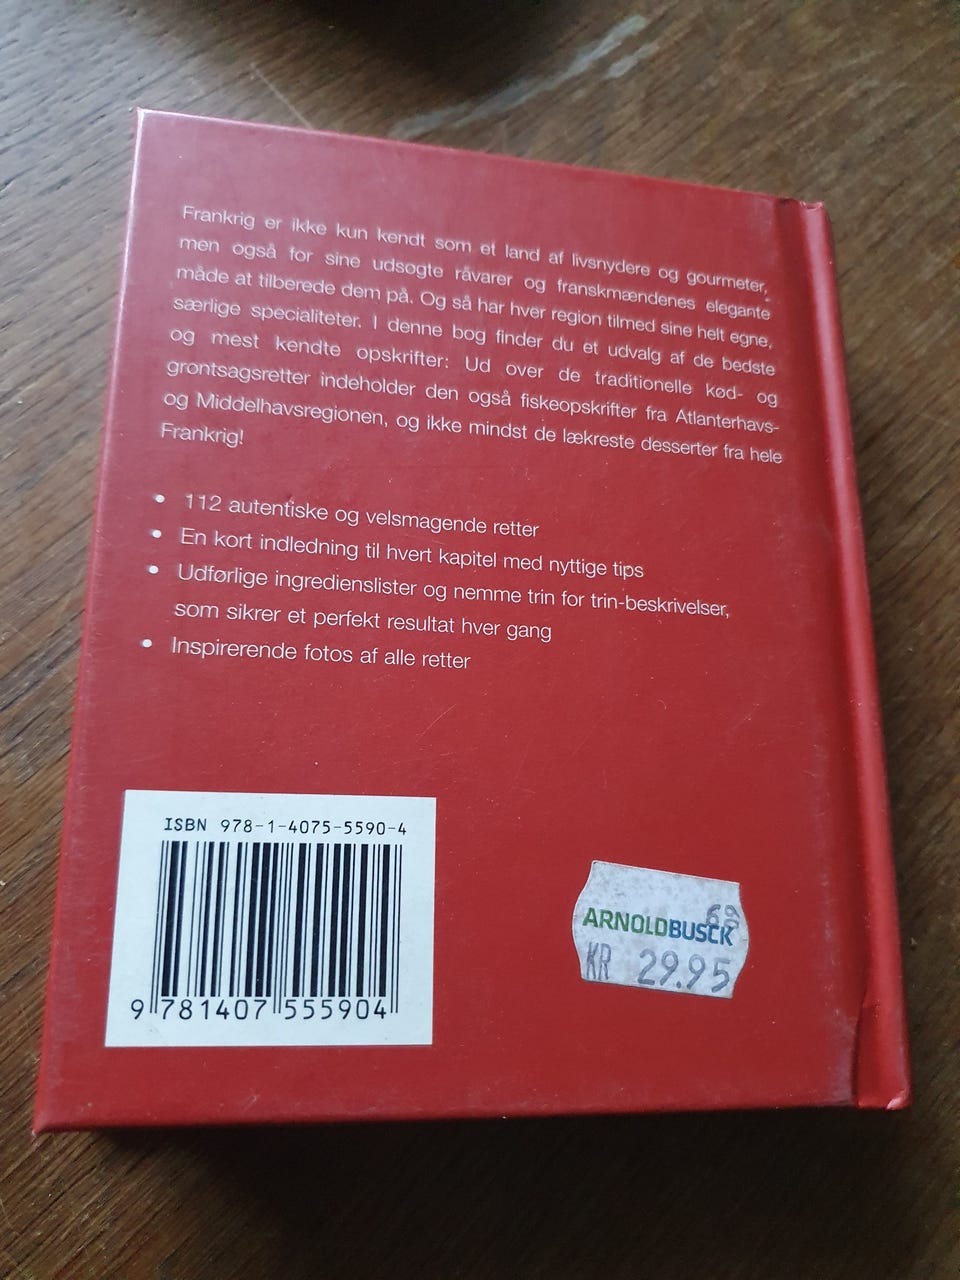 Frankrig er ikke kun kendt som et land af livsnydere og gourmeter,
men også for sine udsøgte råvarer og franskmændenes elegante
måde at tilberede dem på. Og så har hver region tilmed sine helt egne,
særlige specialiteter. I denne bog finder du et udvalg af de bedste
og mest kendte opskrifter: Ud over de traditionelle kød- og
grøntsagsretter indeholder den også fiskeopskrifter fra Atlanterhavs-
og Middelhavsregionen, og ikke mindst de lækreste desserter fra hele
Frankrig!
• 112 autentiske og velsmagende retter
• En kort indledning til hvert kapitel med nyttige tips
• Udførlige ingredienslister og nemme trin for trin-beskrivelser,
som sikrer et perfekt resultat hver gang
• Inspirerende fotos af alle retter
ISBN 978-1-4075-5590-4
9 781407 555904
69
ARNOLDBUSCK
KR 29.95